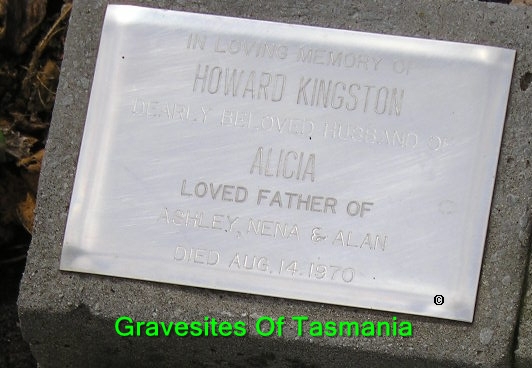 IN LOVING MEMORY OF
HOWARD KINGSTON
DEARLY BELOVED HUSBAND OF
ALICIA
LOVED FATHER OF
ASHLEY, NENA & ALAN
DIED AUG. 14. 1970
©
Gravesites Of Tasmania